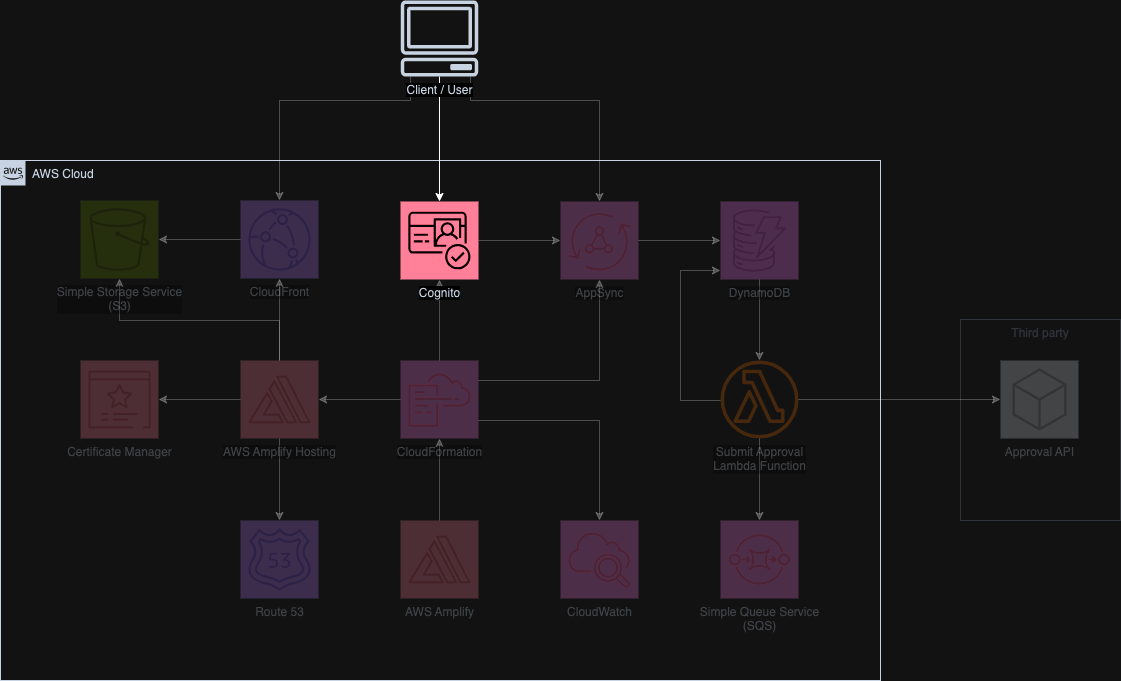 Client / User
aws
AWS Cloud
Simple Storage Service
(S3)
CloudFront
Cognito
AppSync
DynamoDB
Third party
Certificate Manager
AWS Amplify Hosting
CloudFormation
Submit Approval
Lambda Function
Approval API
53
Route 53
AWS Amplify
CloudWatch
Simple Queue Service
(SQS)